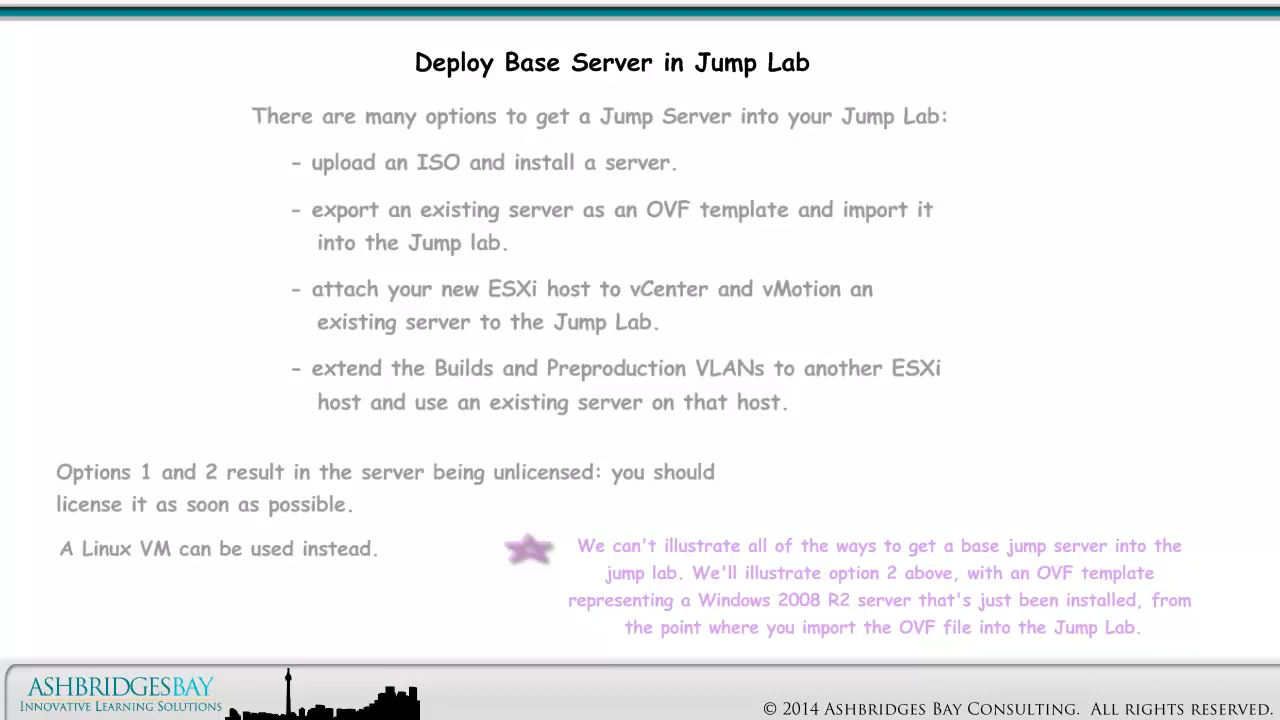 Deploy Base Server in Jump Lab
There are many options to get a Jump Server into your Jump Lab:
- upload an ISO and install a server.
- export an existing server as an OVF template and import it
into the Jump lab.
- attach your new ESXi host to vCenter and vMotion an
existing server to the Jump Lab.
- extend the Builds and Preproduction VLANs to another ESXi
host and use an existing server on that host.
Options 1 and 2 result in the server being unlicensed: you should
license it as soon as possible.
A Linux VM can be used instead.
We can't illustrate all of the ways to get a base jump server into the
jump lab. We'll illustrate option 2 above, with an OVF template
representing a Windows 2008 R2 server that's just been installed, from
the point where you import the OVF file into the Jump Lab.
ASHBRIDGESBAY
INNOVATIVE LEARNING SOLUTIONS
© 2014 ASHBRIDGES BAY CONSULTING. ALL RIGHTS RESERVED.